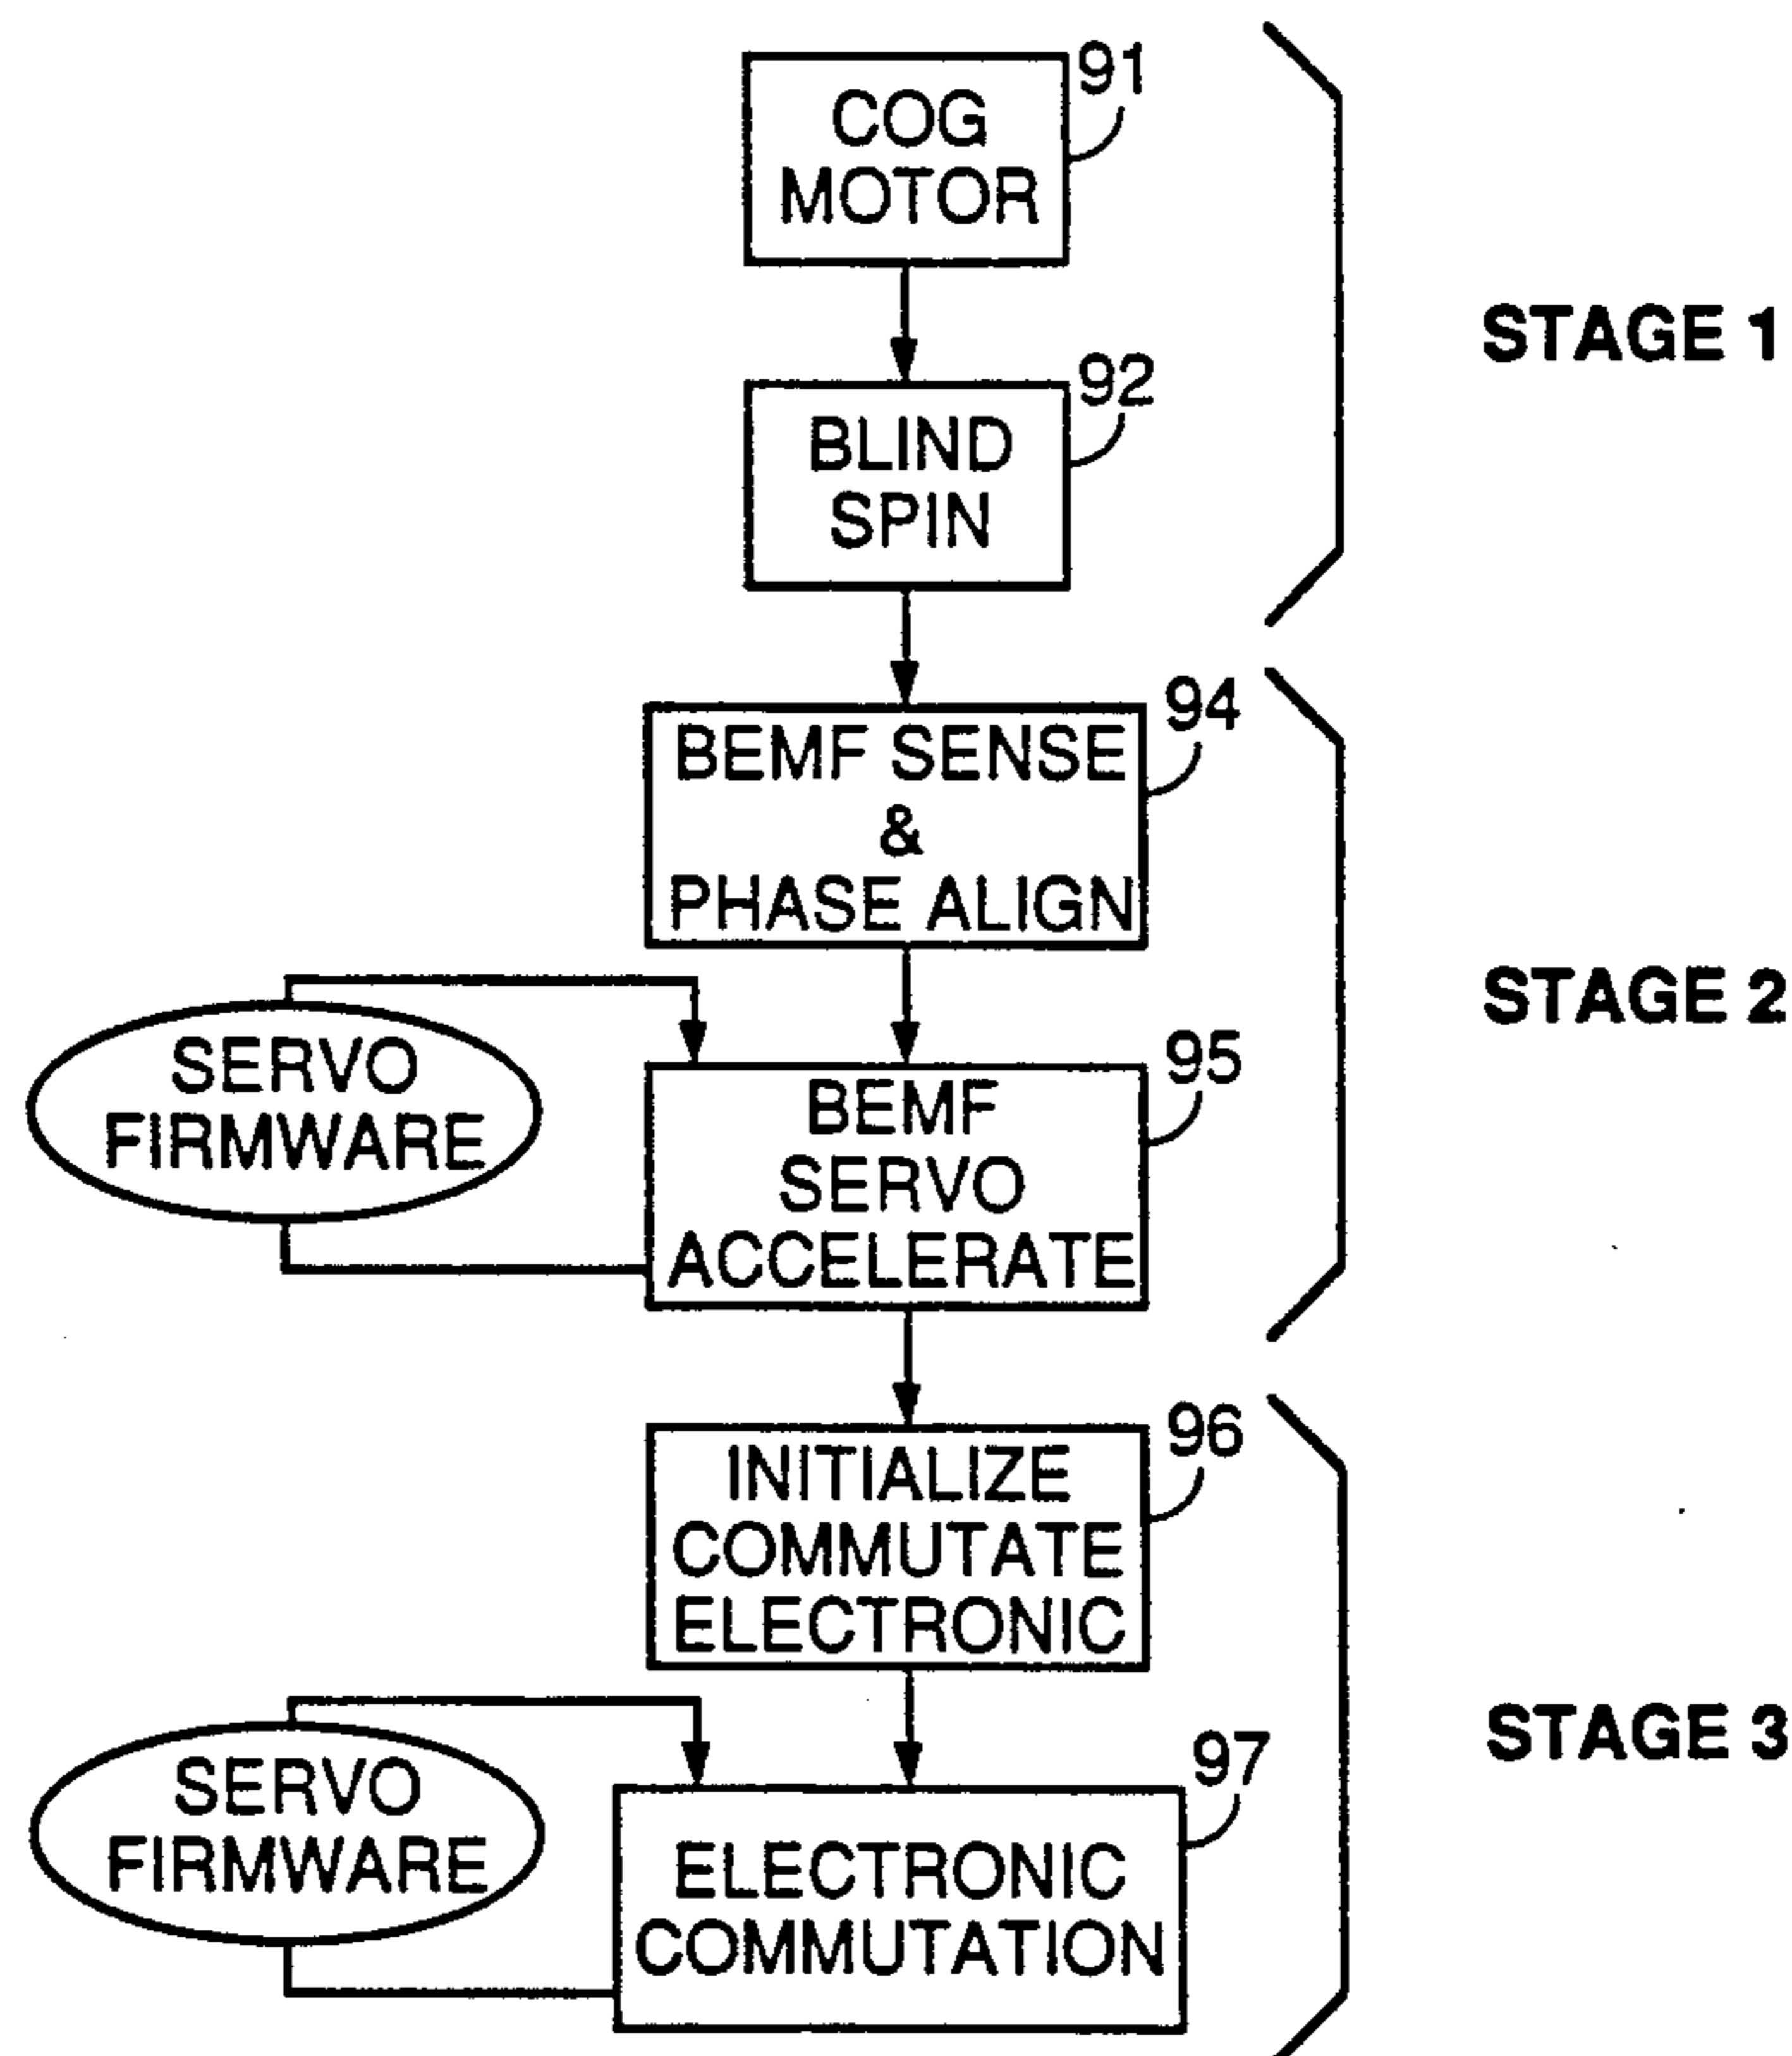 91
COG
MOTOR
STAGE 1
92
BLIND
SPIN
94
BEMF SENSE
&
PHASE ALIGN
STAGE 2
SERVO
FIRMWARE
95
BEMF
SERVO
ACCELERATE
96
INITIALIZE
COMMUTATE
ELECTRONIC
STAGE 3
SERVO
FIRMWARE
97
ELECTRONIC
COMMUTATION